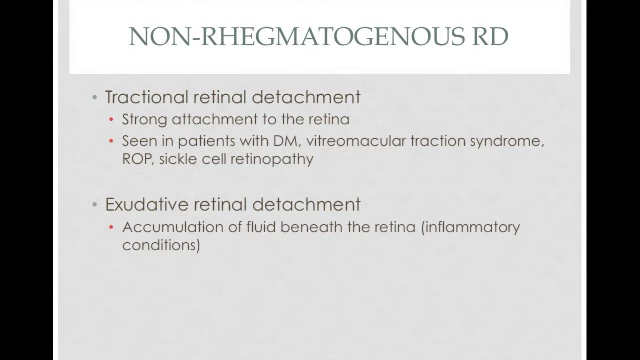 NON-RHEGMATOGENOUS RD
• Tractional retinal detachment
• Strong attachment to the retina
• Seen in patients with DM, vitreomacular traction syndrome,
ROP, sickle cell retinopathy
• Exudative retinal detachment
• Accumulation of fluid beneath the retina (inflammatory
conditions)